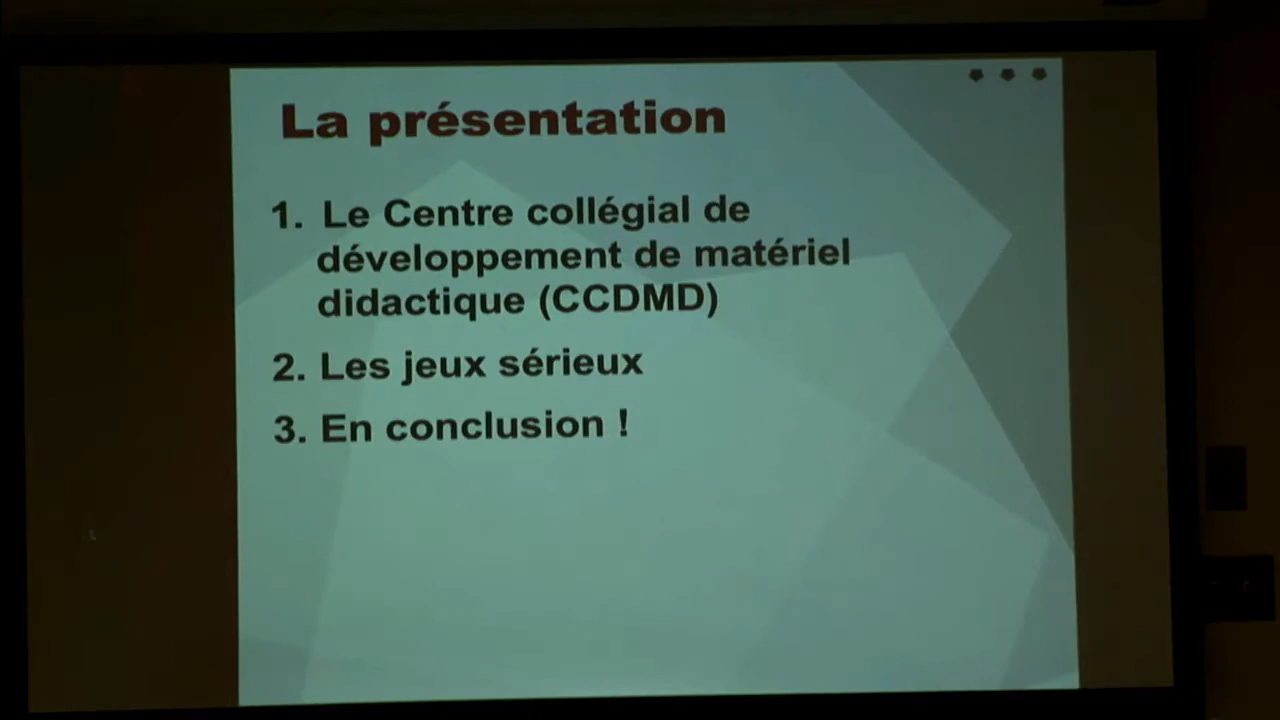 La présentation
1. Le Centre collégial de
développement de matériel
didactique (CCDMD)
2. Les jeux sérieux
3. En conclusion !